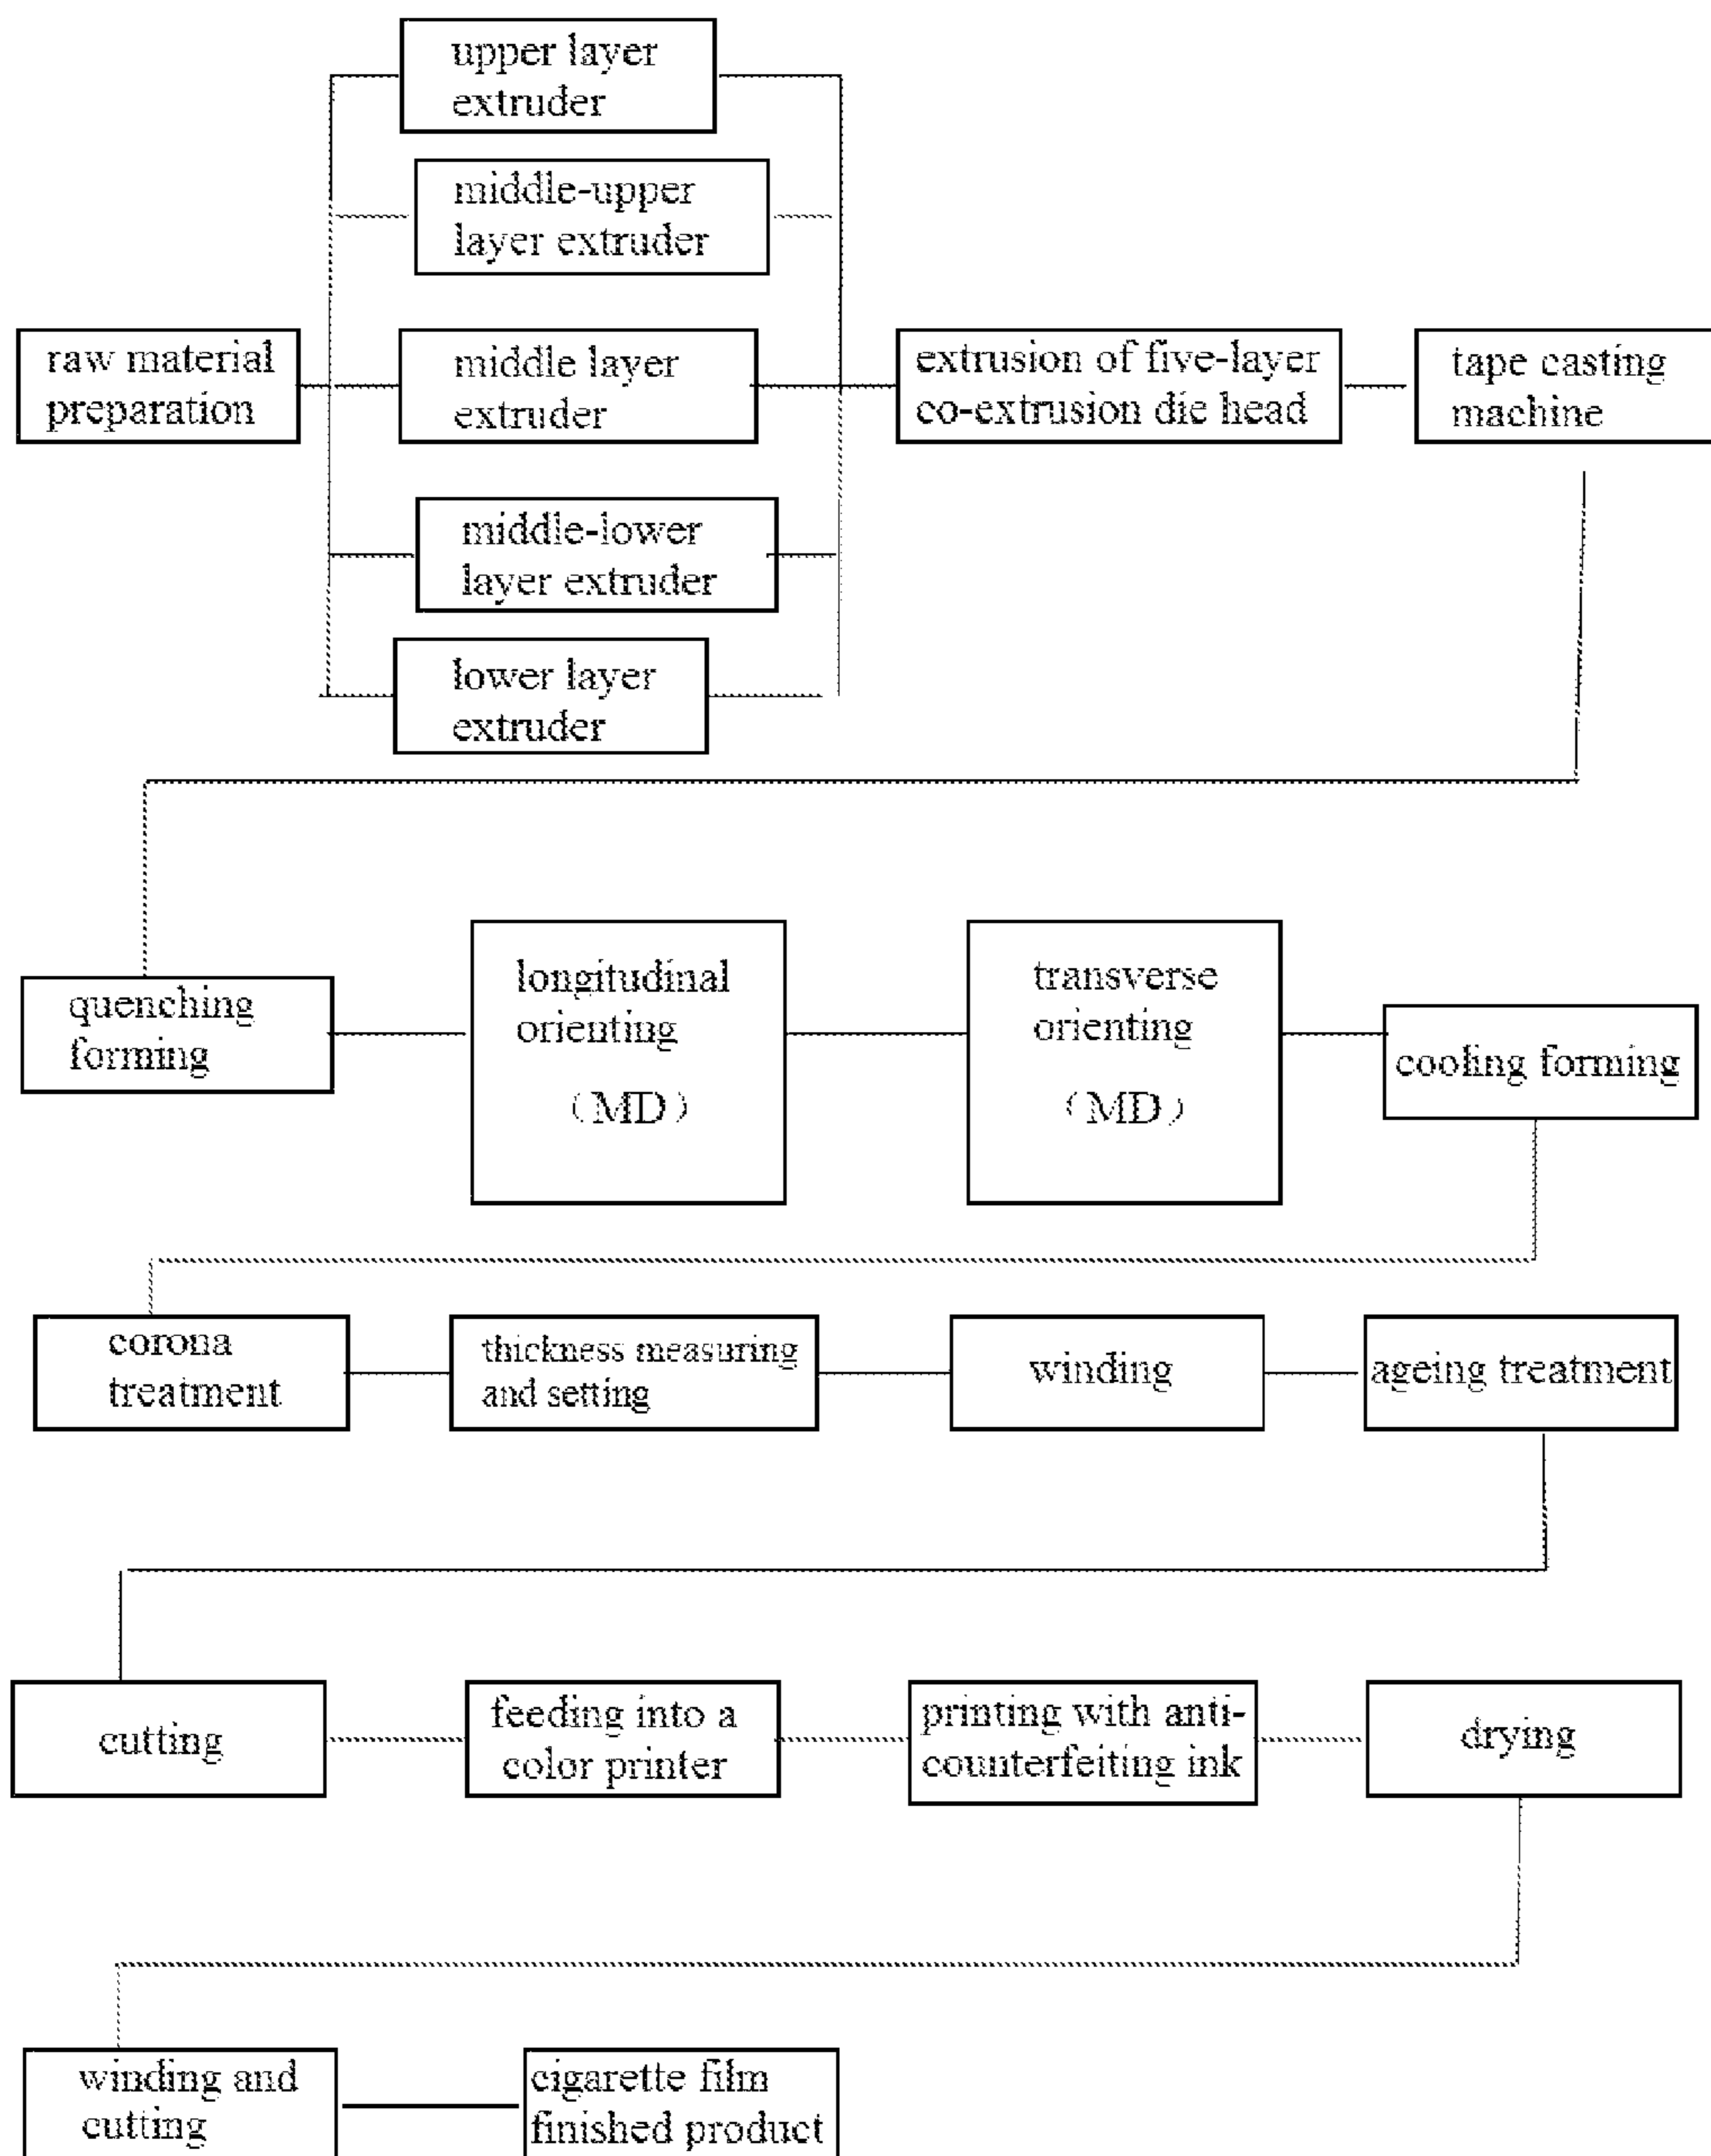 upper layer
extruder
middle-upper
layer extruder
raw material
preparation
middle layer
extruder
extrusion of five-layer
co-extrusion die head
tape casting
machine
middle-lower
layer extruder
lower layer
extruder
quenching
forming
longitudinal
orienting
(MD)
transverse
orienting
(MD)
cooling forming
corona
treatment
thickness measuring
and setting
winding
ageing treatment
cutting
feeding into a
color printer
printing with anti-
counterfeiting ink
drying
winding and
cutting
cigarette film
finished product